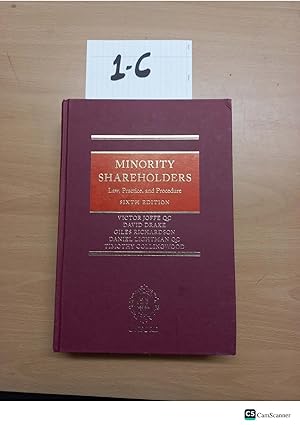 1-C
MINORITY
SHAREHOLDERS
Law, Practice, and Procedure
SIXTH EDITION
VICTOR JOFFE QC
DAVID DRAKE
GILES RICHARDSON
DANIEL LIGHTMAN QC
TIMOTHY COLLINGWOOD
OXFORD
CS CamScanner